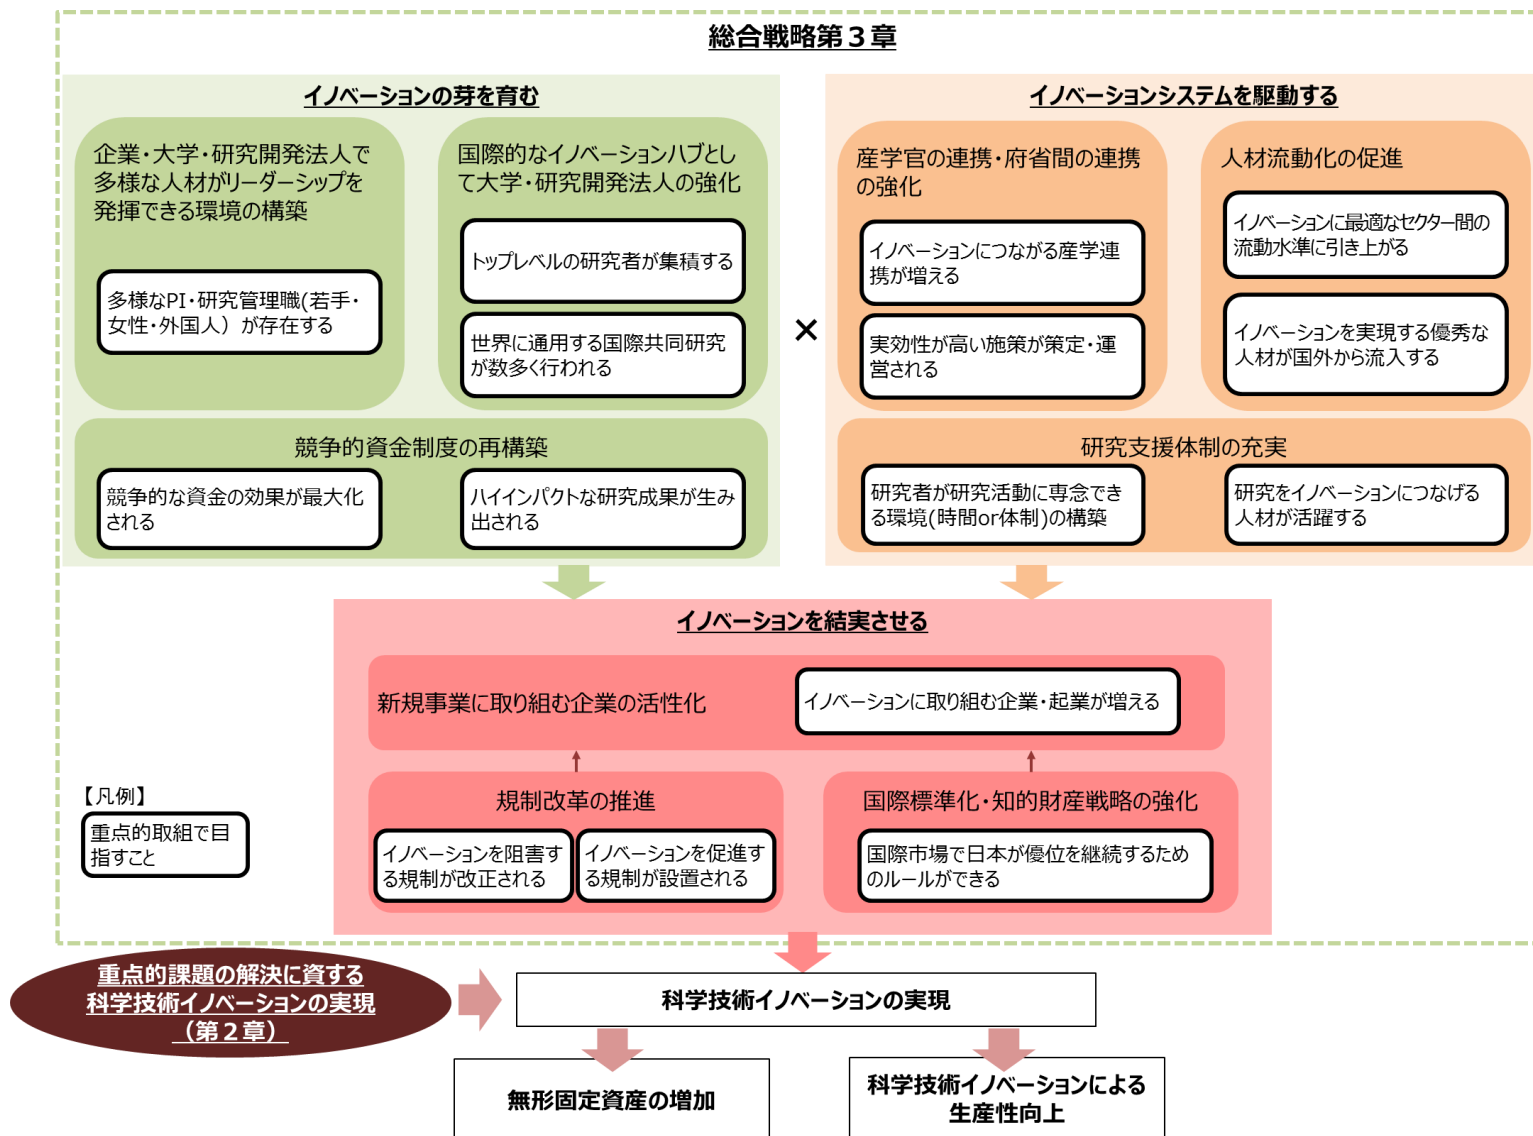 総合戦略第３章
イノベーションの芽を育む
企業・大学・研究開発法人で
多様な人材がリーダーシップを
発揮できる環境の構築
多様なPI・研究管理職(若手・
女性・外国人）が存在する
国際的なイノベーションハブとし
て大学・研究開発法人の強化
トップレベルの研究者が集積する
世界に通用する国際共同研究
が数多く行われる
競争的資金制度の再構築
競争的な資金の効果が最大化
される
ハイインパクトな研究成果が生み
出される
×
イノベーションシステムを駆動する
産学官の連携・府省間の連携
の強化
イノベーションにつながる産学連
携が増える
実効性が高い施策が策定・運
営される
人材流動化の促進
イノベーションに最適なセクター間の
流動水準に引き上がる
イノベーションを実現する優秀な
人材が国外から流入する
研究支援体制の充実
研究者が研究活動に専念でき
る環境(時間or体制)の構築
研究をイノベーションにつなげる
人材が活躍する
イノベーションを結実させる
新規事業に取り組む企業の活性化
イノベーションに取り組む企業・起業が増える
規制改革の推進
イノベーションを阻害す
る規制が改正される
イノベーションを促進す
る規制が設置される
国際標準化・知的財産戦略の強化
国際市場で日本が優位を継続するため
のルールができる
【凡例】
重点的取組で目
指すこと
重点的課題の解決に資する
科学技術イノベーションの実現
（第２章）
科学技術イノベーションの実現
無形固定資産の増加
科学技術イノベーションによる
生産性向上